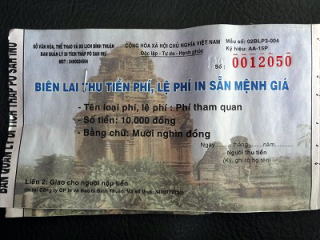 SỞ VĂN HÓA, THỂ THAO VÀ DU LỊCH BÌNH THUẬN
BAN QUẢN LÝ DI TÍCH THÁP PÔ SAH INƯ
CỘNG HÒA XÃ HỘI CHỦ NGHĨA VIỆT NAM
Độc lập - Tự do - Hạnh phúc
Mẫu số: 02BLP3-004
Ký hiệu: AA-15P
Số: 0012050
BIÊN LAI THU TIỀN PHÍ, LỆ PHÍ IN SẴN MỆNH GIÁ
- Tên loại phí, lệ phí : Phí tham quan
- Số tiền: 10.000 đồng
- Bằng chữ: Mười nghìn đồng
Ngày.....tháng.....năm.......
Người thu tiền
(Ký, ghi rõ họ tên)
Liên 2: Giao cho người nộp tiền